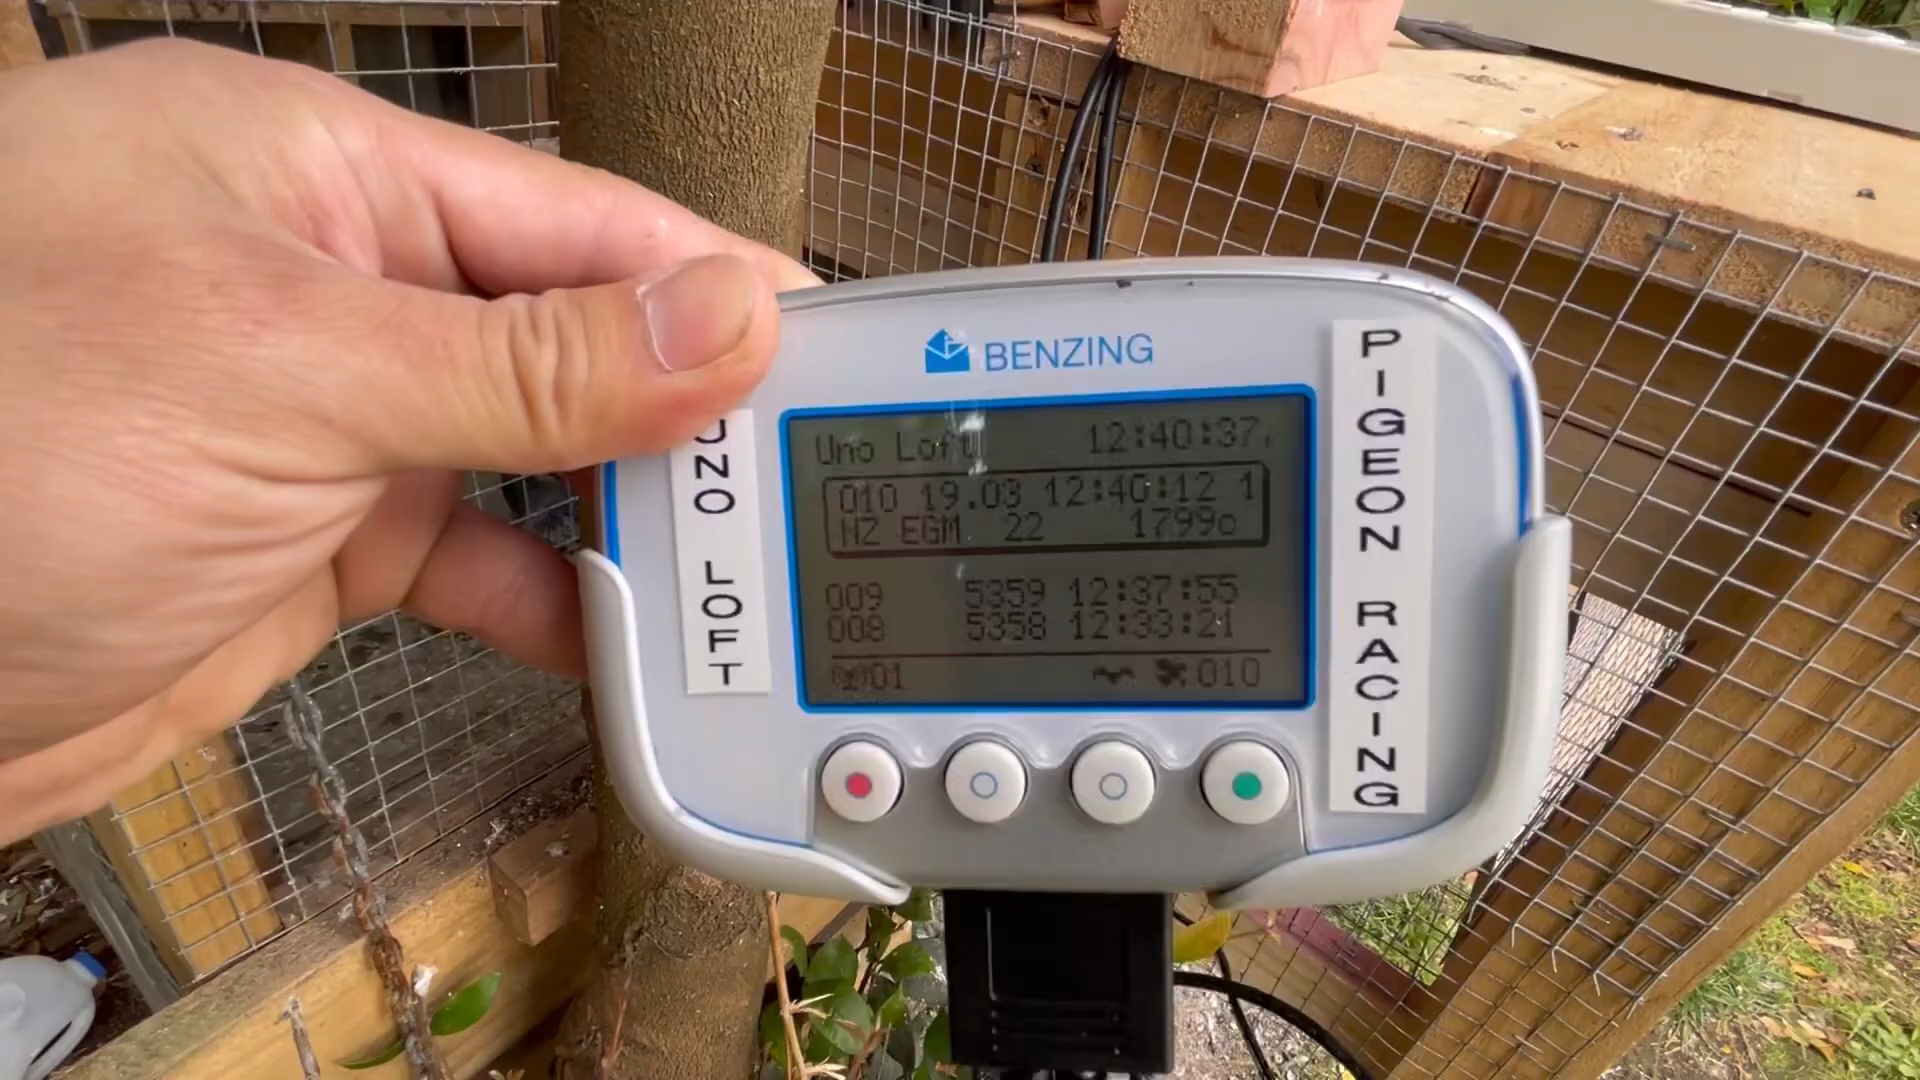 BENZING
UNO LOFT
Uno Loft 12:40:37
010 19.03 12:40:12 1
NZ EGM 22 1799o
009 5359 12:37:55
008 5358 12:33:21
01 010
PIGEON RACING